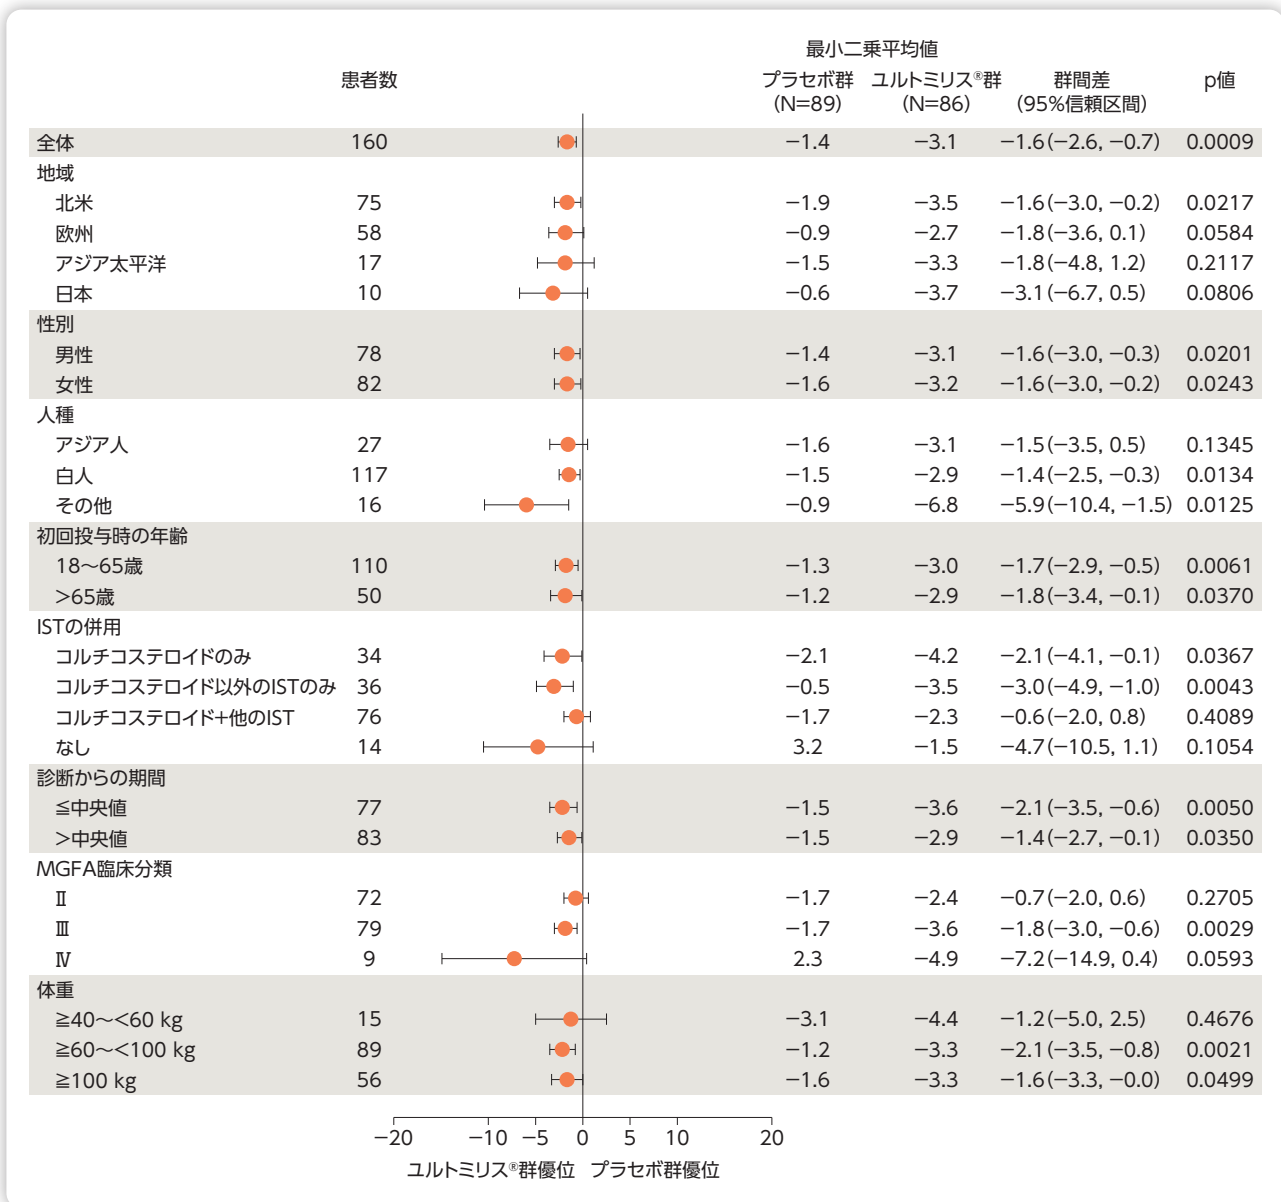 最小二乗平均値
患者数 プラセボ群 ユルトミリス®群 群間差 p値
(N=89) (N=86) (95%信頼区間)
全体 160 −1.4 −3.1 −1.6(−2.6, −0.7) 0.0009
地域
北米 75 −1.9 −3.5 −1.6(−3.0, −0.2) 0.0217
欧州 58 −0.9 −2.7 −1.8(−3.6, 0.1) 0.0584
アジア太平洋 17 −1.5 −3.3 −1.8(−4.8, 1.2) 0.2117
日本 10 −0.6 −3.7 −3.1(−6.7, 0.5) 0.0806
性別
男性 78 −1.4 −3.1 −1.6(−3.0, −0.3) 0.0201
女性 82 −1.6 −3.2 −1.6(−3.0, −0.2) 0.0243
人種
アジア人 27 −1.6 −3.1 −1.5(−3.5, 0.5) 0.1345
白人 117 −1.5 −2.9 −1.4(−2.5, −0.3) 0.0134
その他 16 −0.9 −6.8 −5.9(−10.4, −1.5) 0.0125
初回投与時の年齢
18〜65歳 110 −1.3 −3.0 −1.7(−2.9, −0.5) 0.0061
>65歳 50 −1.2 −2.9 −1.8(−3.4, −0.1) 0.0370
ISTの併用
コルチコステロイドのみ 34 −2.1 −4.2 −2.1(−4.1, −0.1) 0.0367
コルチコステロイド以外のISTのみ 36 −0.5 −3.5 −3.0(−4.9, −1.0) 0.0043
コルチコステロイド+他のIST 76 −1.7 −2.3 −0.6(−2.0, 0.8) 0.4089
なし 14 3.2 −1.5 −4.7(−10.5, 1.1) 0.1054
診断からの期間
≦中央値 77 −1.5 −3.6 −2.1(−3.5, −0.6) 0.0050
>中央値 83 −1.5 −2.9 −1.4(−2.7, −0.1) 0.0350
MGFA臨床分類
Ⅱ 72 −1.7 −2.4 −0.7(−2.0, 0.6) 0.2705
Ⅲ 79 −1.7 −3.6 −1.8(−3.0, −0.6) 0.0029
Ⅳ 9 2.3 −4.9 −7.2(−14.9, 0.4) 0.0593
体重
≧40〜<60 kg 15 −3.1 −4.4 −1.2(−5.0, 2.5) 0.4676
≧60〜<100 kg 89 −1.2 −3.3 −2.1(−3.5, −0.8) 0.0021
≧100 kg 56 −1.6 −3.3 −1.6(−3.3, −0.0) 0.0499
−20 −10 −5 0 5 10 20
ユルトミリス®群優位 プラセボ群優位